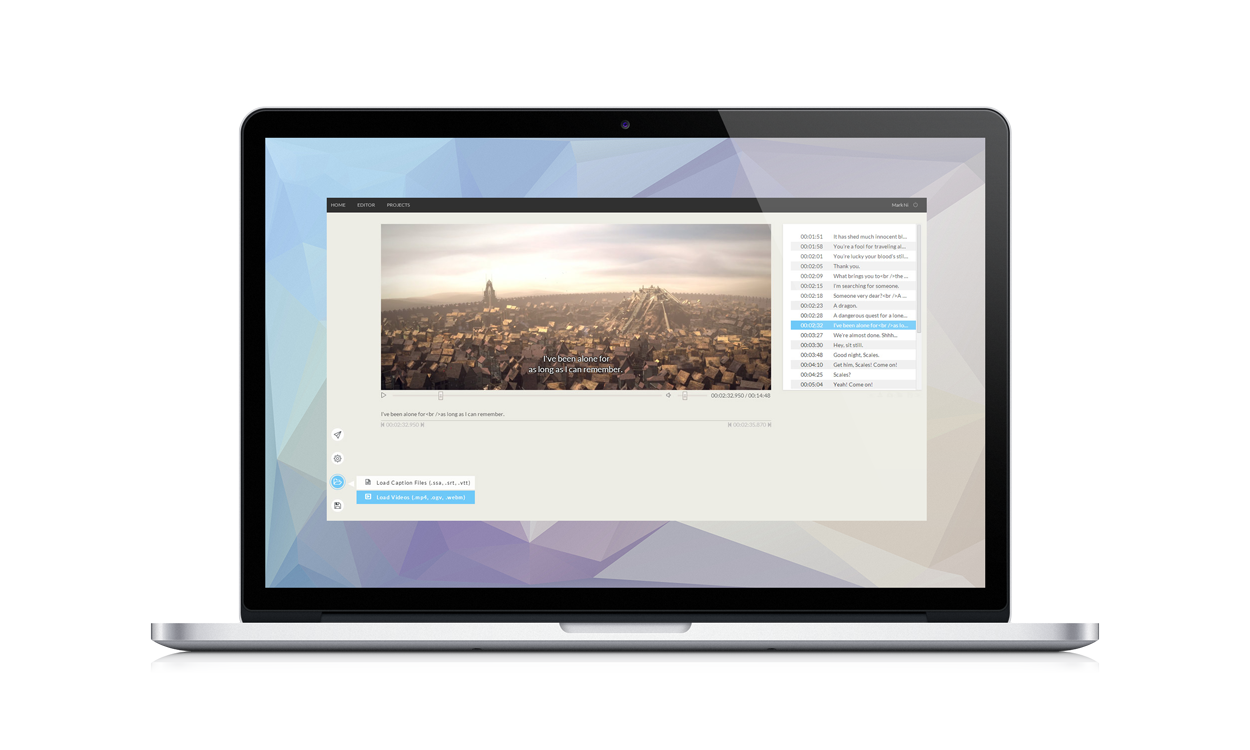 HOME EDITOR PROJECTS
I've been alone for
as long as I can remember.
00:02:32.950 / 00:14:48
I've been alone for<br />as long as I can remember.
00:02:32,950
00:02:35,870
Load Caption Files (.ssa, .srt, .vtt)
Load Videos (.mp4, .ogv, .webm)
00:01:51 It has shed much innocent bl...
00:01:58 You're a fool for traveling al...
00:02:01 You're lucky your blood's stil...
00:02:05 Thank you.
00:02:09 What brings you to<br />the ...
00:02:15 I'm searching for someone.
00:02:18 Someone very dear?<br />A ...
00:02:23 A dragon.
00:02:28 A dangerous quest for a lone...
00:02:32 I've been alone for<br />as lo...
00:03:27 We're almost done. Shhh...
00:03:30 Hey, sit still.
00:03:48 Good night, Scales.
00:04:10 Get him, Scales! Come on!
00:04:25 Scales?
00:05:04 Yeah! Come on!